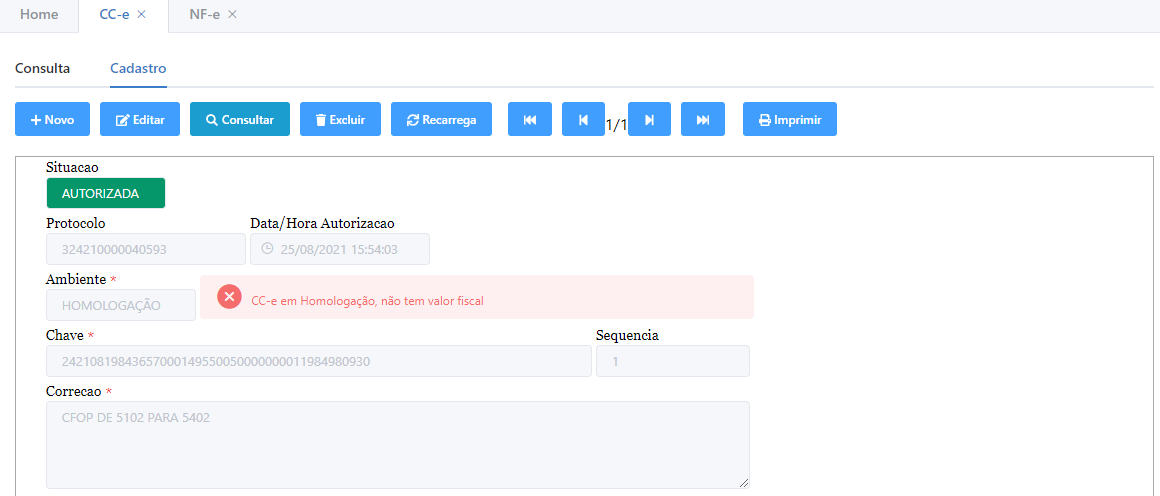 Home CC-e NF-e
Consulta Cadastro
Novo Editar Consultar Excluir Recarrega 1/1 Imprimir
Situacao
AUTORIZADA
Protocolo Data/Hora Autorizacao
324210000040593 25/08/2021 15:54:03
Ambiente *
HOMOLOGAÇÃO CC-e em Homologação, não tem valor fiscal
Chave * Sequencia
24210819843657000149550050000000011984980930 1
Correcao *
CFOP DE 5102 PARA 5402